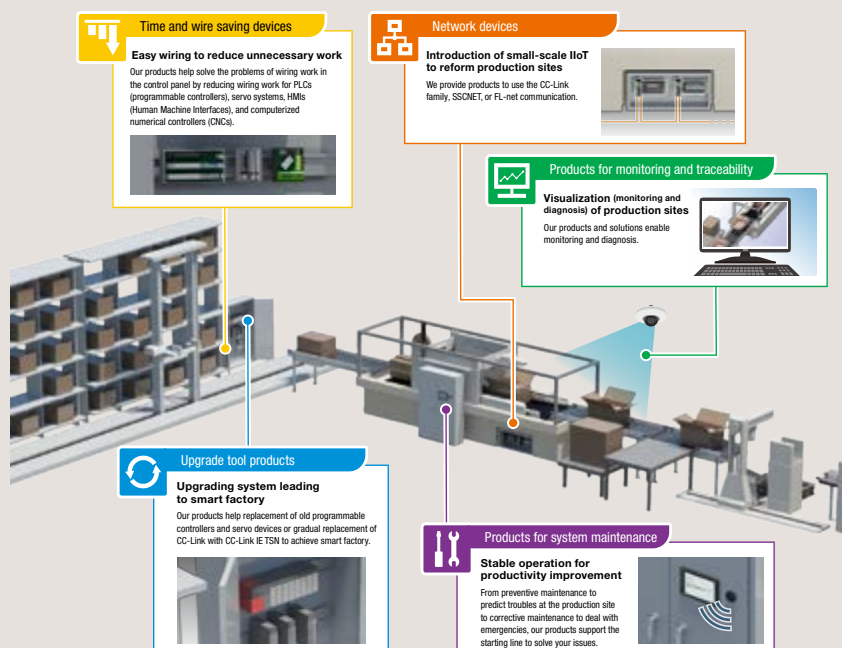 Time and wire saving devices
Easy wiring to reduce unnecessary work
Our products help solve the problems of wiring work in
the control panel by reducing wiring work for PLCs
(programmable controllers), servo systems, HMIs
(Human Machine Interfaces), and computerized
numerical controllers (CNCs).
Network devices
Introduction of small-scale IIoT
to reform production sites
We provide products to use the CC-Link
family, SSCNET, or FL-net communication.
Products for monitoring and traceability
Visualization (monitoring and
diagnosis) of production sites
Our products and solutions enable
monitoring and diagnosis.
Upgrade tool products
Upgrading system leading
to smart factory
Our products help replacement of old programmable
controllers and servo devices or gradual replacement of
CC-Link with CC-Link IE TSN to achieve smart factory.
Products for system maintenance
Stable operation for
productivity improvement
From preventive maintenance to
predict troubles at the production site
to corrective maintenance to deal with
emergencies, our products support the
starting line to solve your issues.